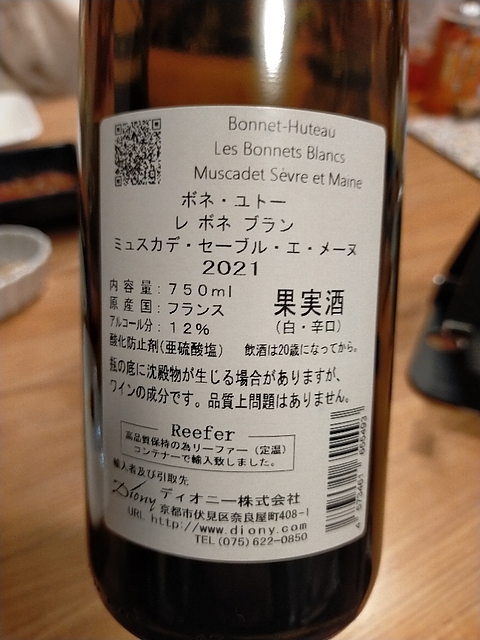 Bonnet-Huteau
Les Bonnets Blancs
Muscadet Sèvre et Maine
ボネ・ユトー
レ ボネ ブラン
ミュスカデ・セーブル・エ・メーヌ
2021
内容量：750ml
原産国：フランス
アルコール分：12%
果実酒
(白・辛口)
酸化防止剤(亜硫酸塩)
飲酒は20歳になってから。
瓶の底に沈殿物が生じる場合がありますが、
ワインの成分です。品質上問題はありません。
Reefer
高品質保持の為リーファー（定温）
コンテナーで輸入致しました。
輸入者及び引取先
Diony ディオニー株式会社
京都市伏見区奈良屋町408-1
URL http://www.diony.com
TEL(075)622-0850